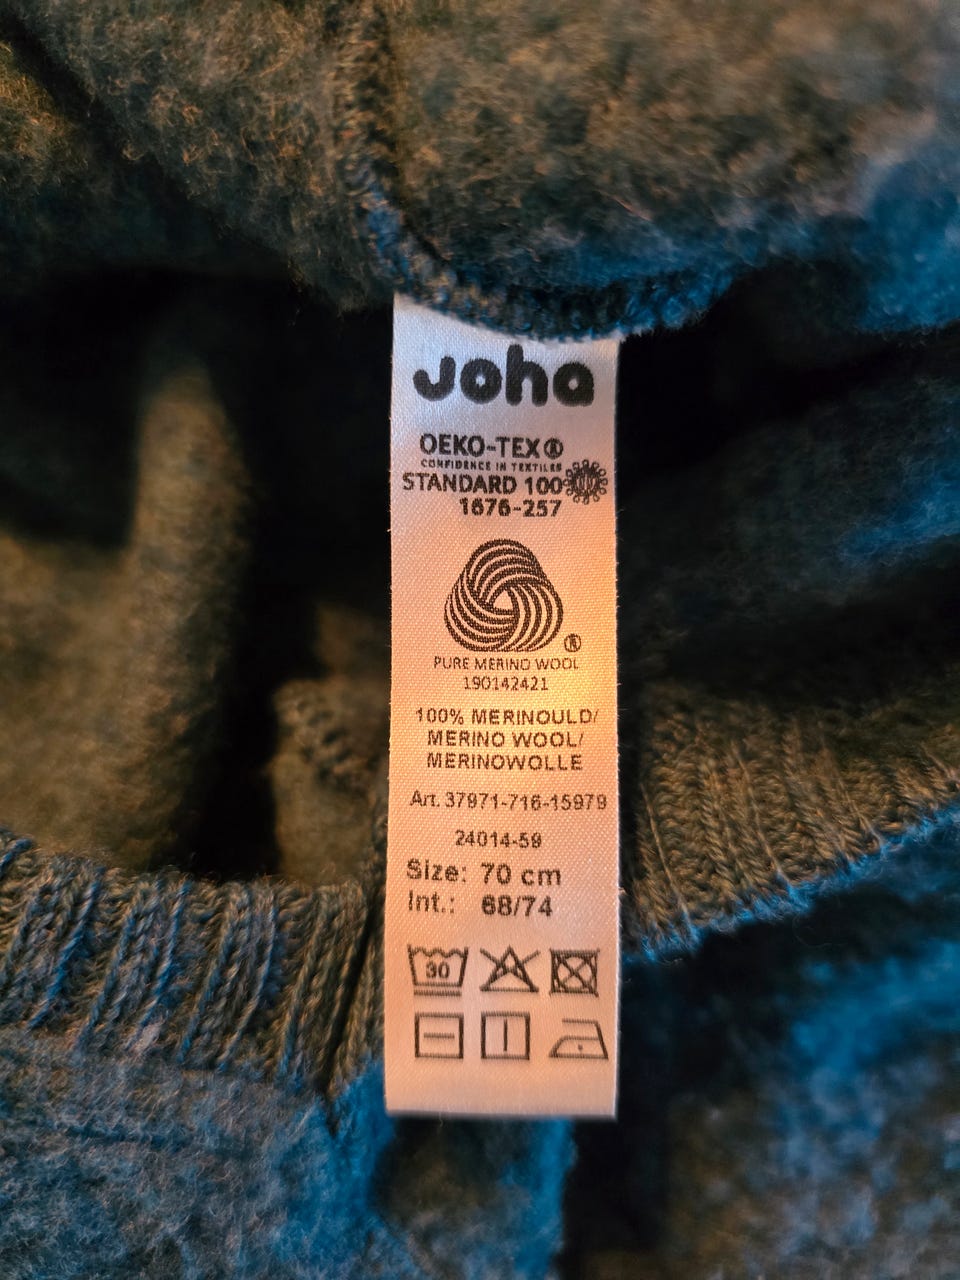 Joha
OEKO-TEX®
CONFIDENCE IN TEXTILES
STANDARD 100
1676-257
®
PURE MERINO WOOL
190142421
100% MERINOULD/
MERINO WOOL/
MERINOWOLLE
Art. 37971-716-15979
24014-59
Size: 70 cm
Int.: 68/74
30